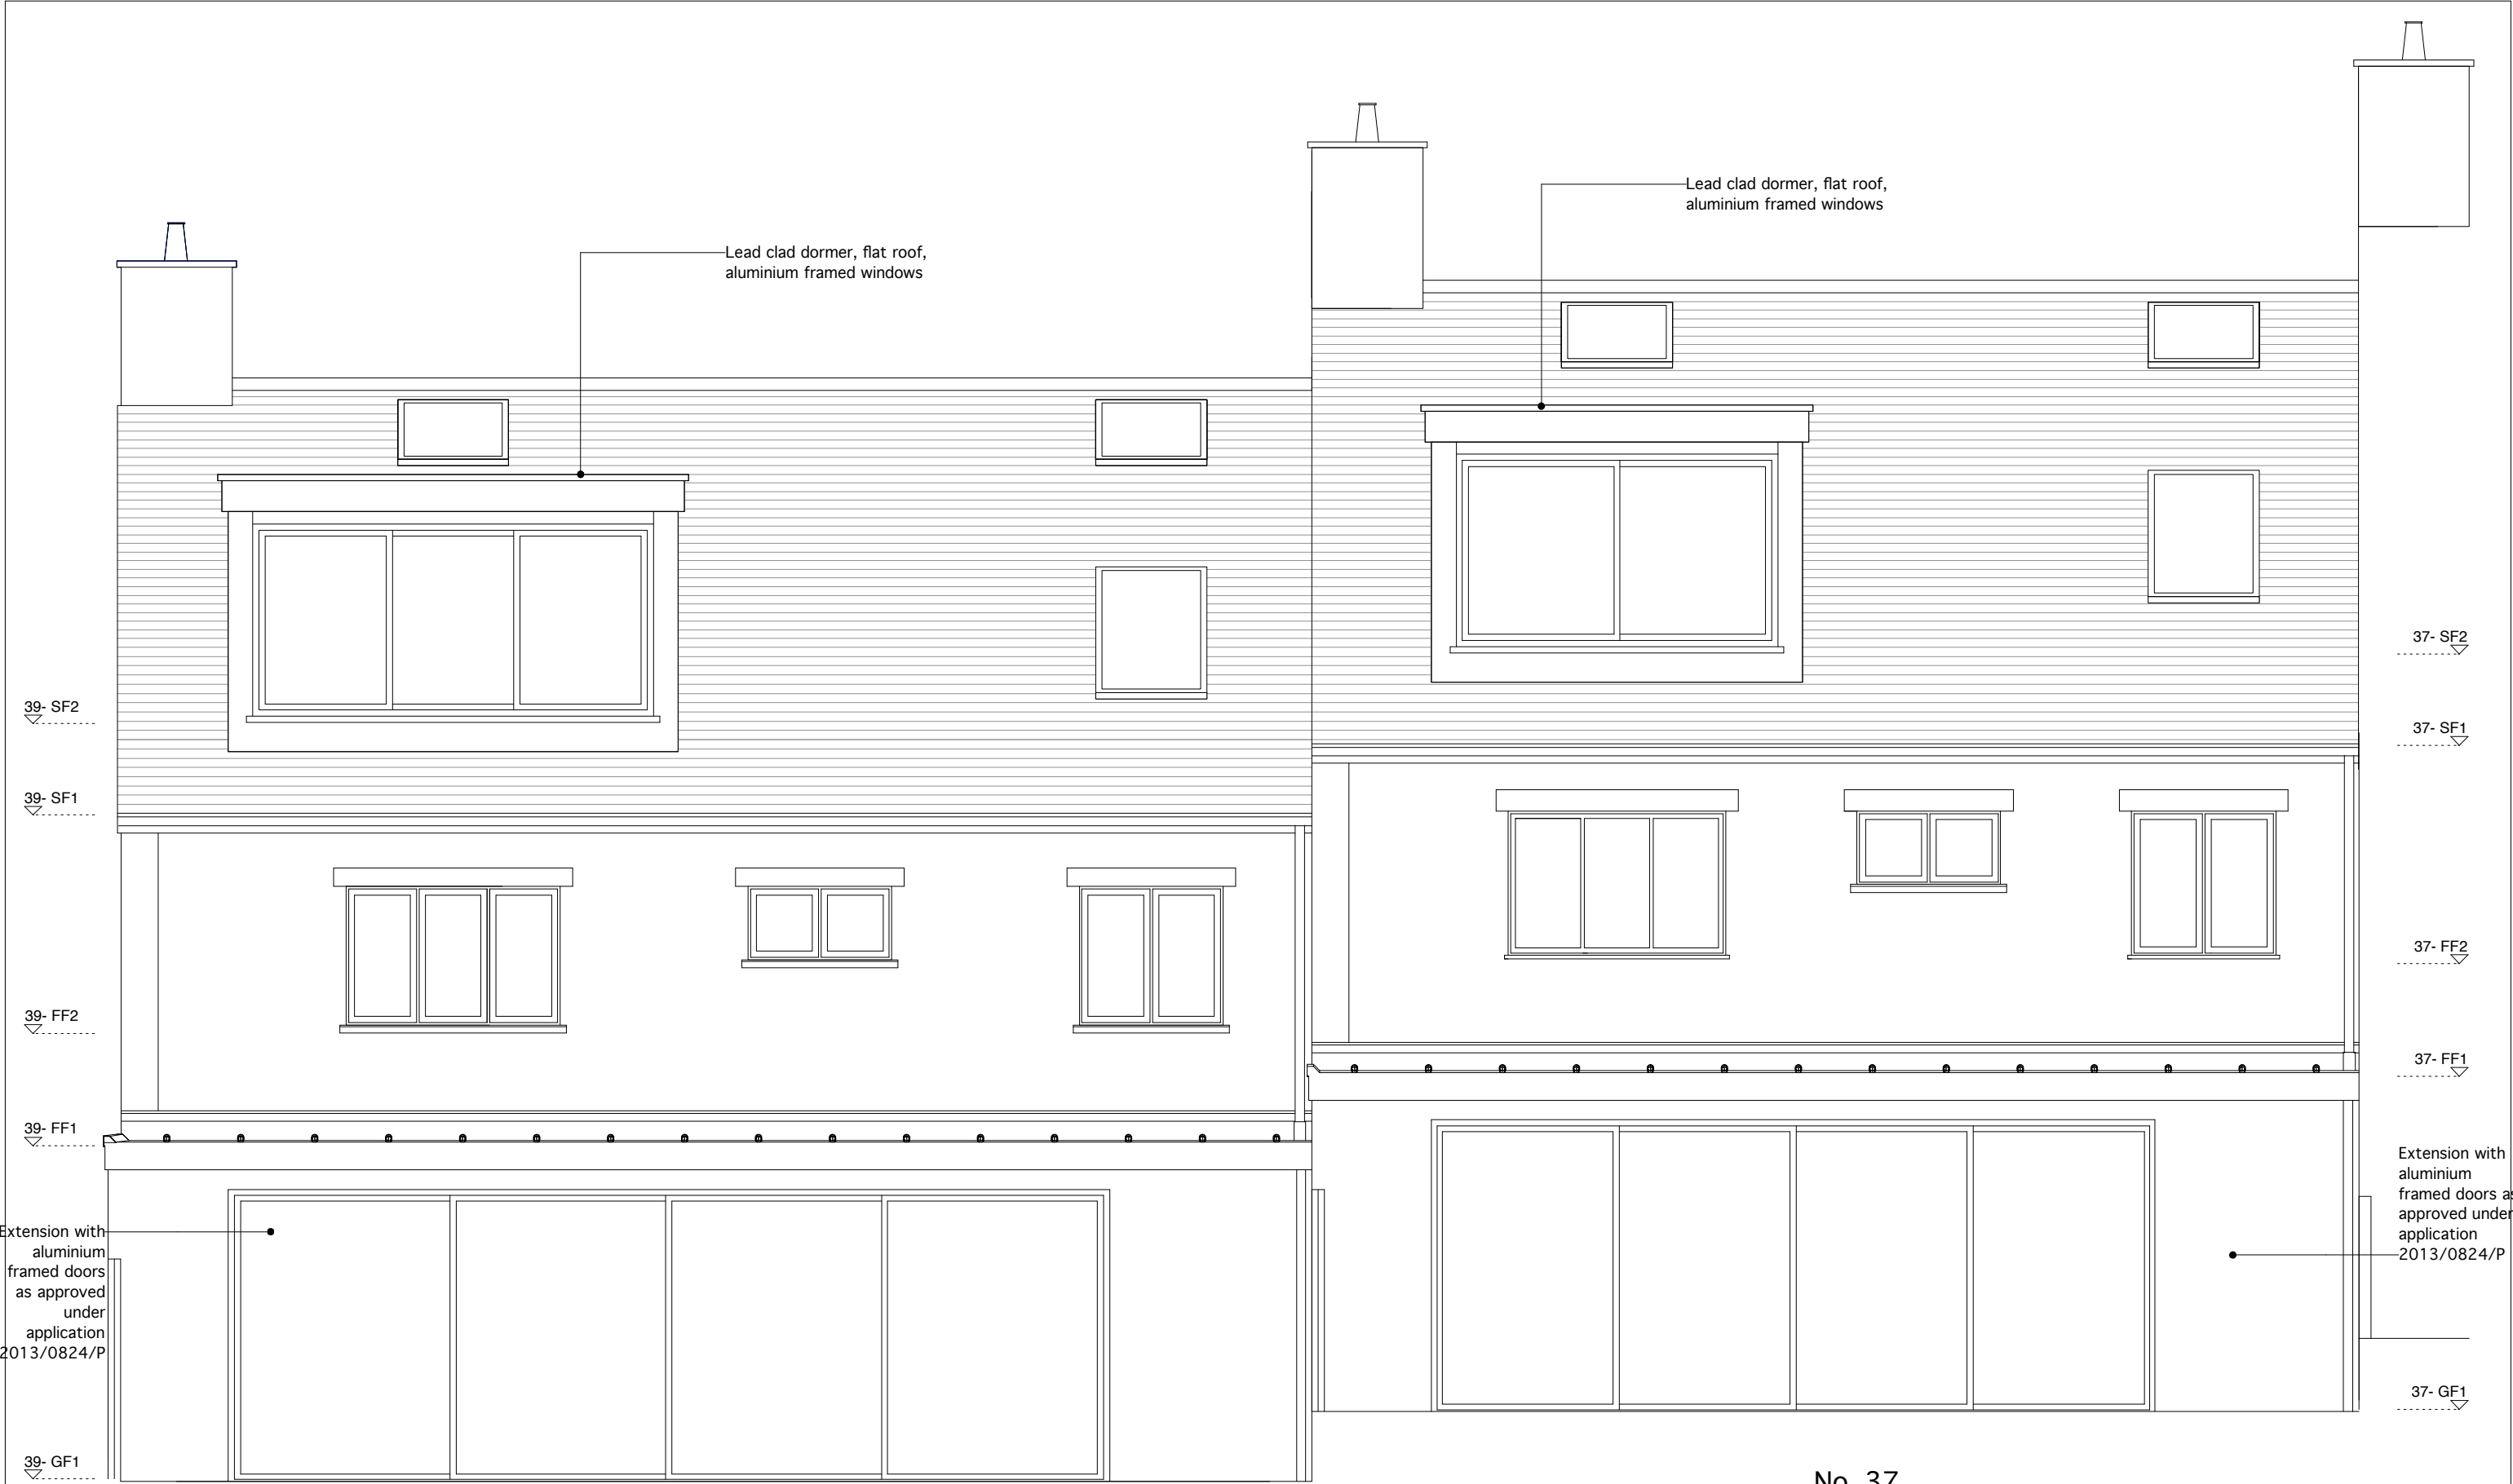 Lead clad dormer, flat roof,
aluminium framed windows
Lead clad dormer, flat roof,
aluminium framed windows
39- SF2
39- SF1
39- FF2
39- FF1
39- GF1
Extension with
aluminium
framed doors
as approved
under
application
2013/0824/P
37- SF2
37- SF1
37- FF2
37- FF1
37- GF1
Extension with
aluminium
framed doors as
approved under
application
2013/0824/P
No. 37